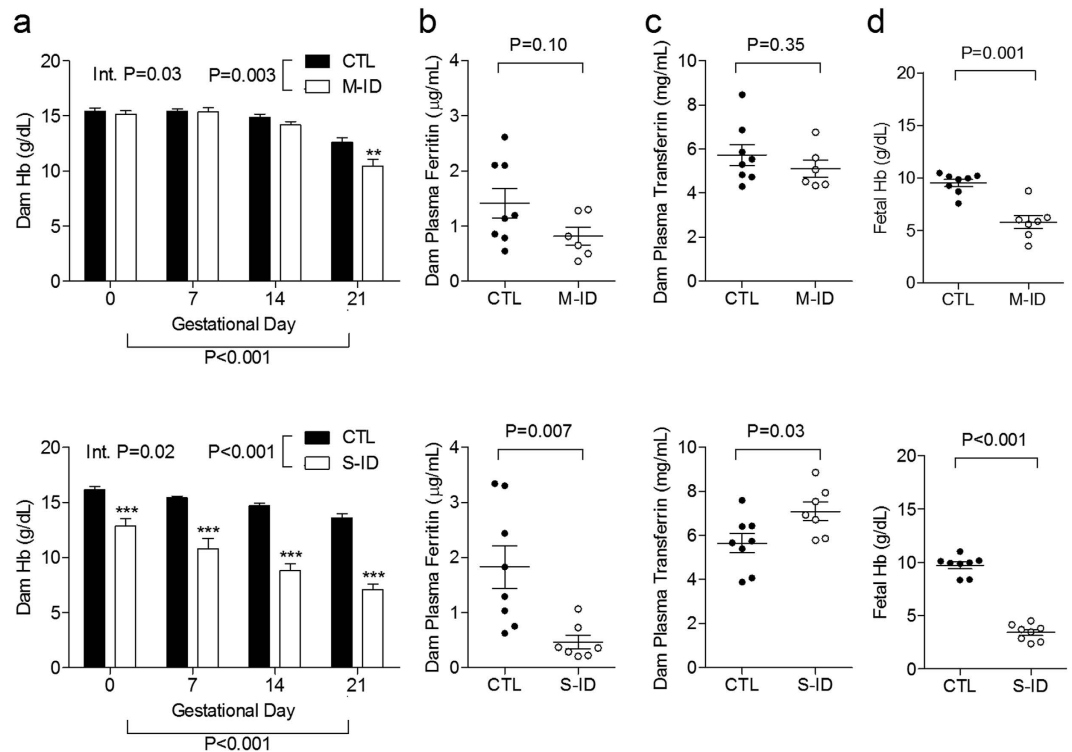 a
20
15
10
5
0
Dam Hb (g/dL)
Int. P=0.03
P=0.003
CTL
M-ID
**
0 7 14 21
Gestational Day
P<0.001
b
P=0.10
4
3
2
1
0
Dam Plasma Ferritin (μg/mL)
CTL M-ID
c
P=0.35
10
8
6
4
2
0
Dam Plasma Transferrin (mg/mL)
CTL M-ID
d
P=0.001
20
15
10
5
0
Fetal Hb (g/dL)
CTL M-ID
20
15
10
5
0
Dam Hb (g/dL)
Int. P=0.02
P<0.001
CTL
S-ID
***
***
***
***
0 7 14 21
Gestational Day
P<0.001
P=0.007
4
3
2
1
0
Dam Plasma Ferritin (μg/mL)
CTL S-ID
P=0.03
10
8
6
4
2
0
Dam Plasma Transferrin (mg/mL)
CTL S-ID
P<0.001
20
15
10
5
0
Fetal Hb (g/dL)
CTL S-ID